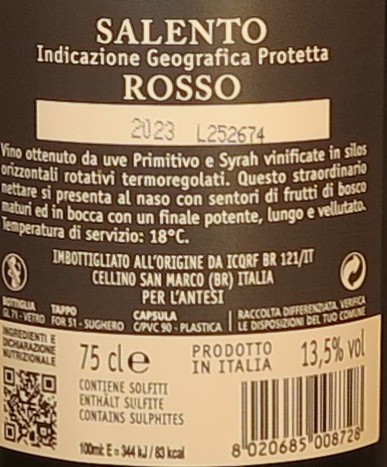 SALENTO
Indicazione Geografica Protetta
ROSSO
2023 L252674
Vino ottenuto da uve Primitivo e Syrah vinificate in silos
orizzontali rotativi termoregolati. Questo straordinario
nettare si presenta al naso con sentori di frutti di bosco
maturi ed in bocca con un finale potente, lungo e vellutato.
Temperatura di servizio: 18°C.
IMBOTTIGLIATO ALL'ORIGINE DA ICQRF BR 121/IT
CELLINO SAN MARCO (BR) ITALIA
PER L'ANTESI
BOTTIGLIA TAPPO CAPSULA RACCOLTA DIFFERENZIATA. VERIFICA
GL 71 - VETRO FOR 51 - SUGHERO C/PVC 90 - PLASTICA LE DISPOSIZIONI DEL TUO COMUNE
INGREDIENTI E
DICHIARAZIONE
NUTRIZIONALE
75 cl e
PRODOTTO
IN ITALIA
13,5% vol
CONTIENE SOLFITI
ENTHÄLT SULFITE
CONTAINS SULPHITES
100ml: E = 344 kJ / 83 kcal
8 020685 008728